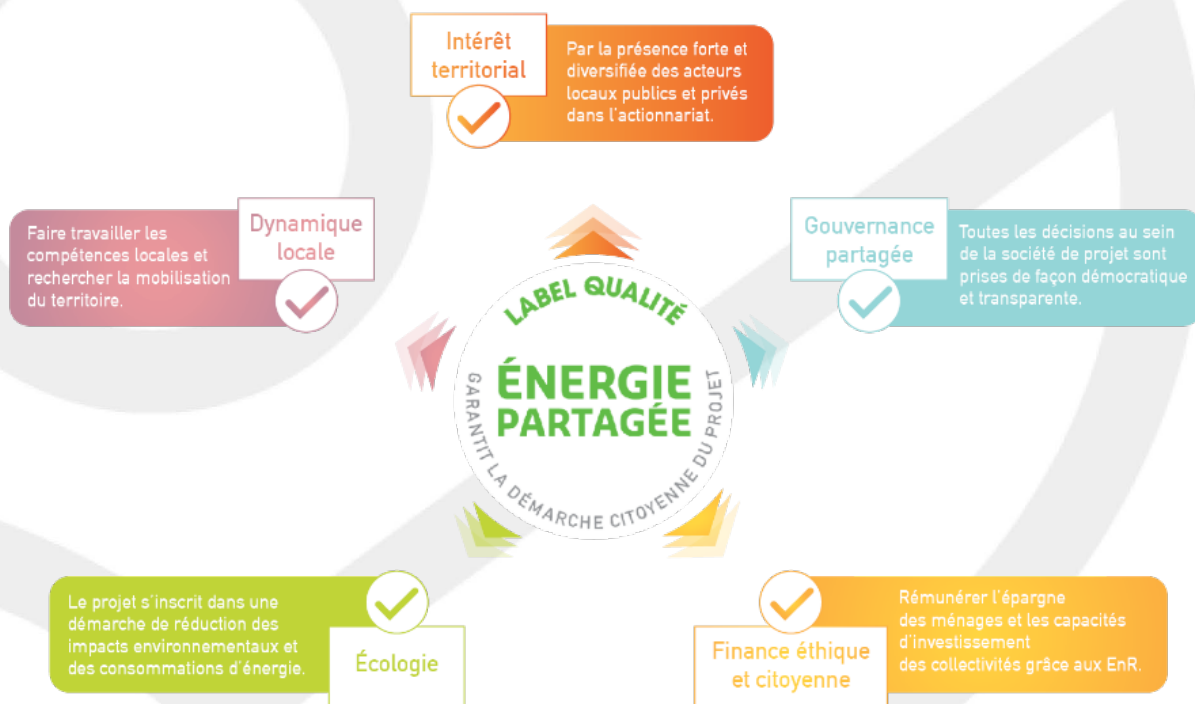 Intérêt
territorial
Par la présence forte et
diversifiée des acteurs
locaux publics et privés
dans l'actionnariat.
Faire travailler les
compétences locales et
rechercher la mobilisation
du territoire.
Dynamique
locale
Gouvernance
partagée
Toutes les décisions au sein
de la société de projet sont
prises de façon démocratique
et transparente.
LABEL QUALITÉ
ÉNERGIE
PARTAGÉE
GARANTIT LA DÉMARCHE CITOYENNE DU PROJET
Le projet s'inscrit dans une
démarche de réduction des
impacts environnementaux et
des consommations d'énergie.
Écologie
Finance éthique
et citoyenne
Rémunérer l'épargne
des ménages et les capacités
d'investissement
des collectivités grâce aux EnR.